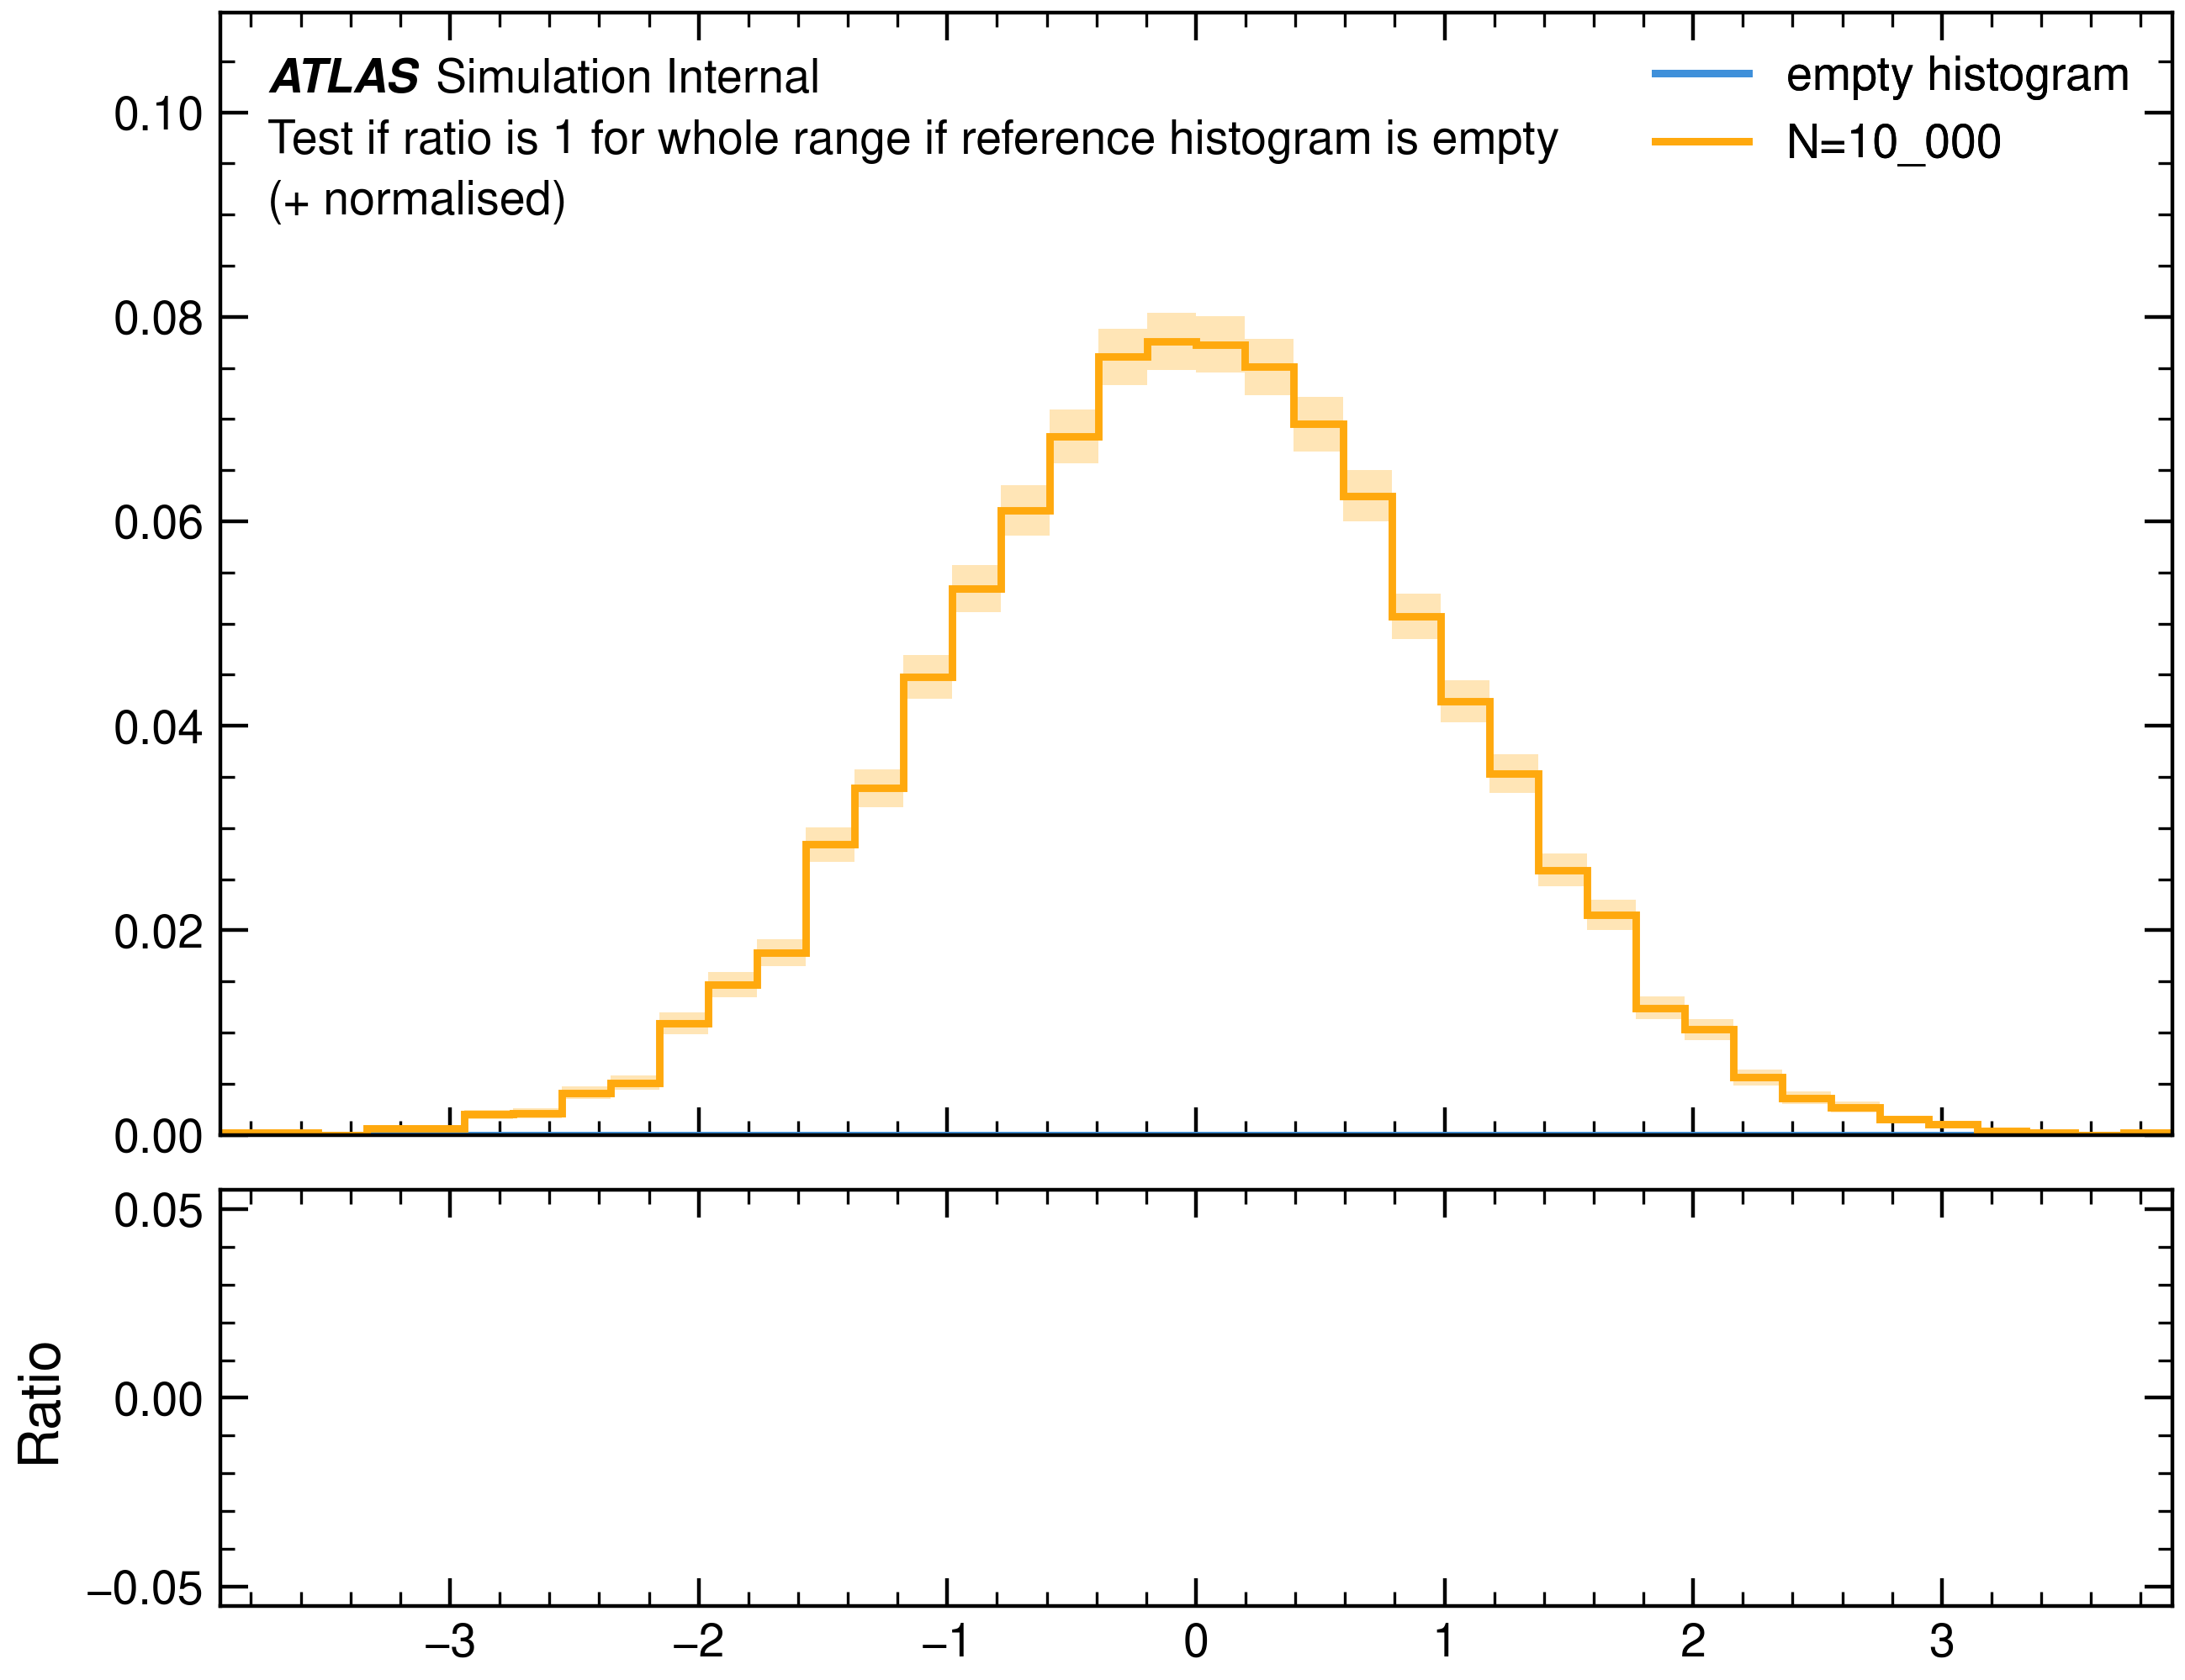 ATLAS Simulation Internal
Test if ratio is 1 for whole range if reference histogram is empty
(+ normalised)
empty histogram
N=10_000
0.10
0.08
0.06
0.04
0.02
0.00
0.05
0.00
−0.05
Ratio
−3 −2 −1 0 1 2 3